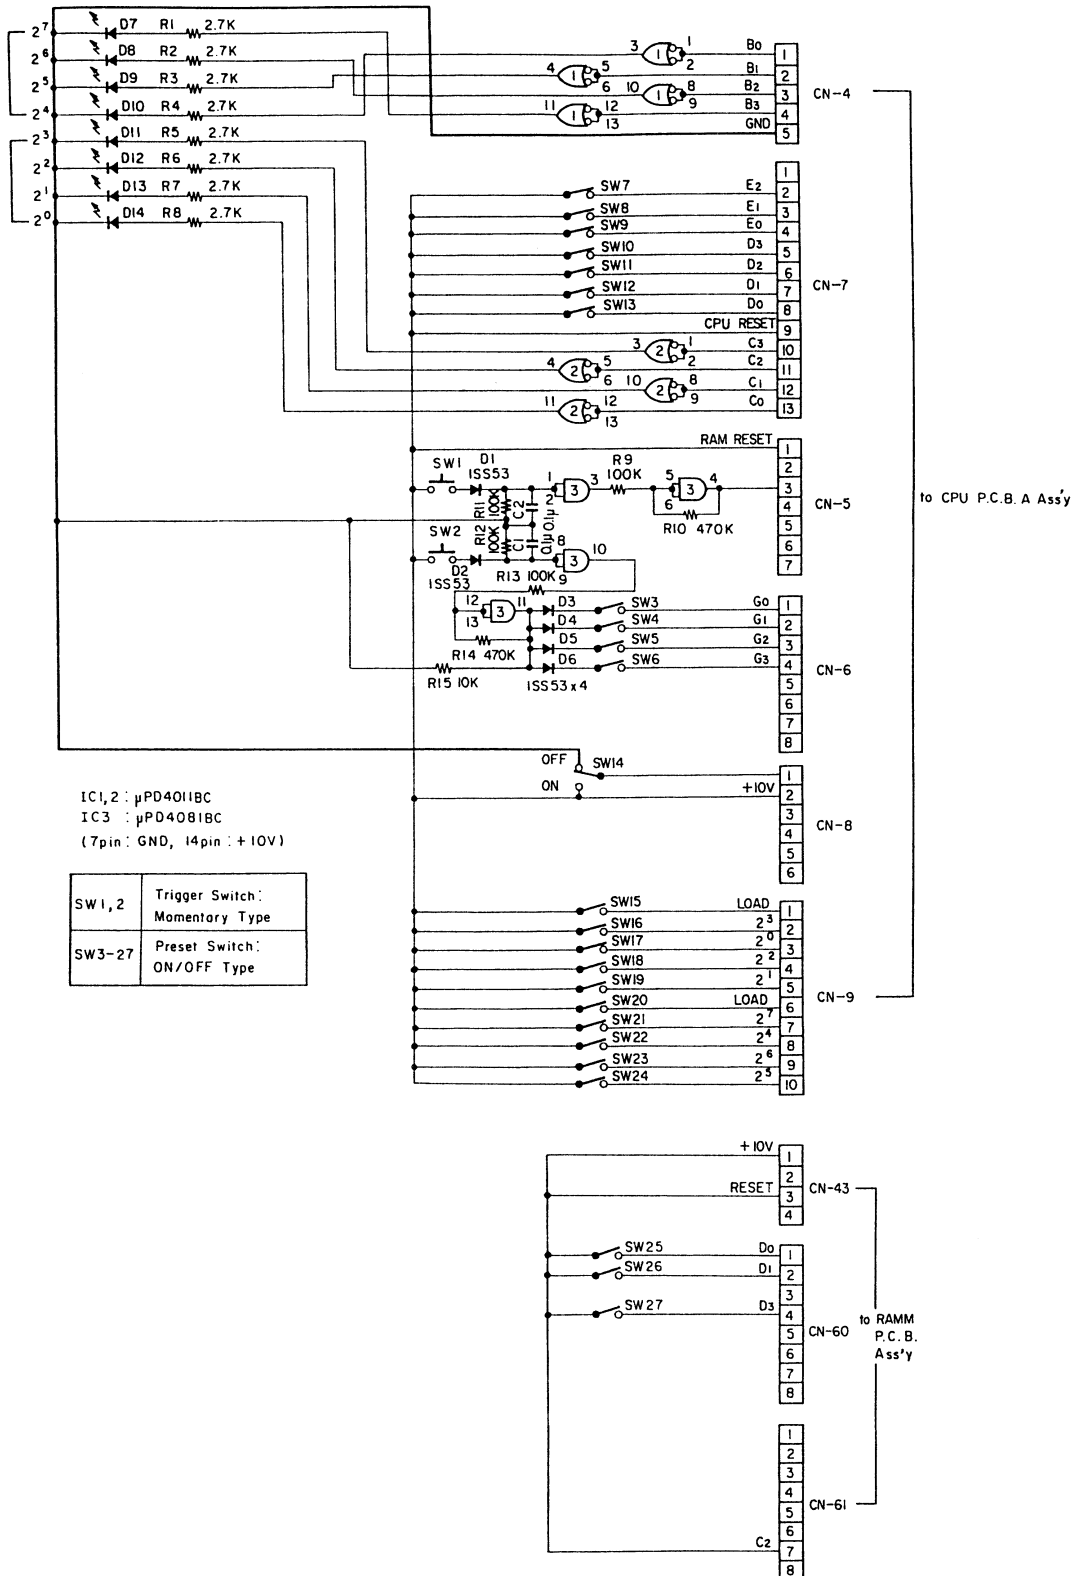 2⁷ D7 R1 2.7K
2⁶ D8 R2 2.7K
2⁵ D9 R3 2.7K
2⁴ D10 R4 2.7K
2³ D11 R5 2.7K
2² D12 R6 2.7K
2¹ D13 R7 2.7K
2⁰ D14 R8 2.7K
3 1 1 2 B0 1
4 1 5 6 B1 2
10 1 8 9 B2 3
11 1 12 13 B3 4
GND 5
CN-4
1
SW7 E2 2
SW8 E1 3
SW9 E0 4
SW10 D3 5
SW11 D2 6
SW12 D1 7
SW13 D0 8
CPU RESET 9
3 2 1 2 C3 10
4 2 5 6 C2 11
10 2 8 9 C1 12
11 2 12 13 C0 13
CN-7
RAM RESET 1
2
3
4
5
6
7
CN-5
to CPU P.C.B. A Ass'y
SW1 D1 1SS53
R11 100K C2 0.1μ
1 2 3 3
R9 100K
5 6 3 4
R10 470K
SW2 D2 1SS53
R12 100K C1 0.1μ
8 9 3 10
R13 100K
12 13 3 11
R14 470K
R15 10K
D3 SW3 G0 1
D4 SW4 G1 2
D5 SW5 G2 3
D6 SW6 G3 4
1SS53x4
5
6
7
8
CN-6
OFF SW14 1
ON +10V 2
3
4
5
6
CN-8
IC1,2 : μPD4011BC
IC3 : μPD4081BC
(7pin : GND, 14pin : +10V)
SW1,2 Trigger Switch :
Momentary Type
SW3-27 Preset Switch :
ON/OFF Type
SW15 LOAD 1
SW16 2³ 2
SW17 2⁰ 3
SW18 2² 4
SW19 2¹ 5
SW20 LOAD 6
SW21 2⁷ 7
SW22 2⁴ 8
SW23 2⁶ 9
SW24 2⁵ 10
CN-9
+10V 1
2
RESET 3
4
CN-43
SW25 D0 1
SW26 D1 2
3
SW27 D3 4
5
6
7
8
CN-60
to RAMM
P.C.B.
Ass'y
1
2
3
4
5
6
C2 7
8
CN-61